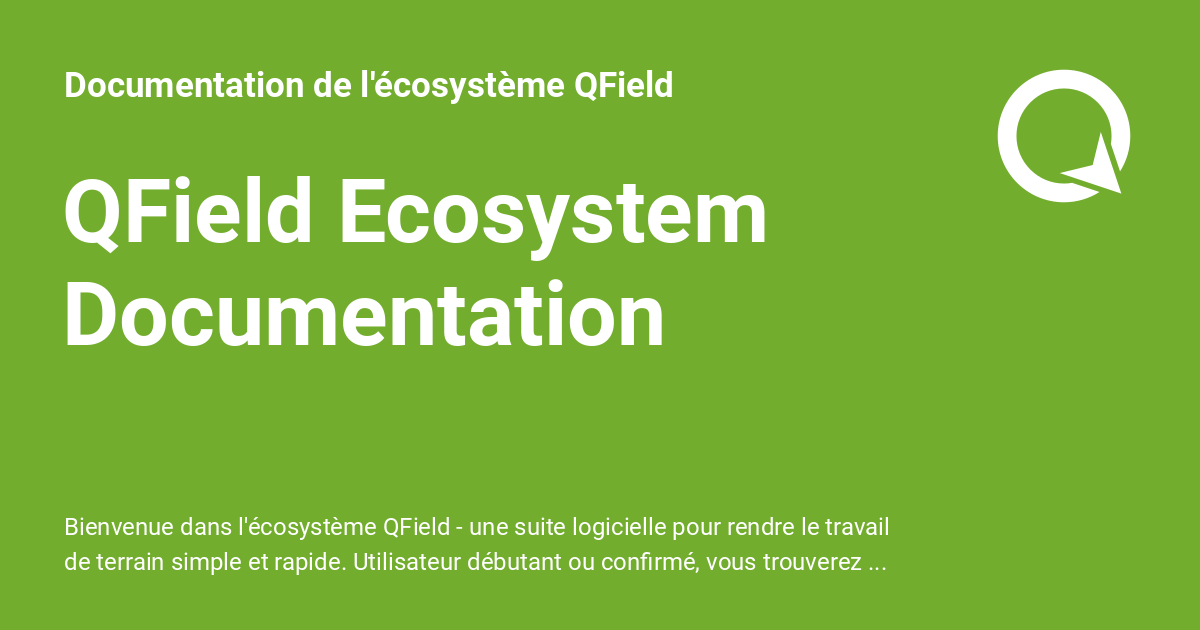 Documentation de l'écosystème QField
QField Ecosystem
Documentation
Bienvenue dans l'écosystème QField - une suite logicielle pour rendre le travail
de terrain simple et rapide. Utilisateur débutant ou confirmé, vous trouverez ...